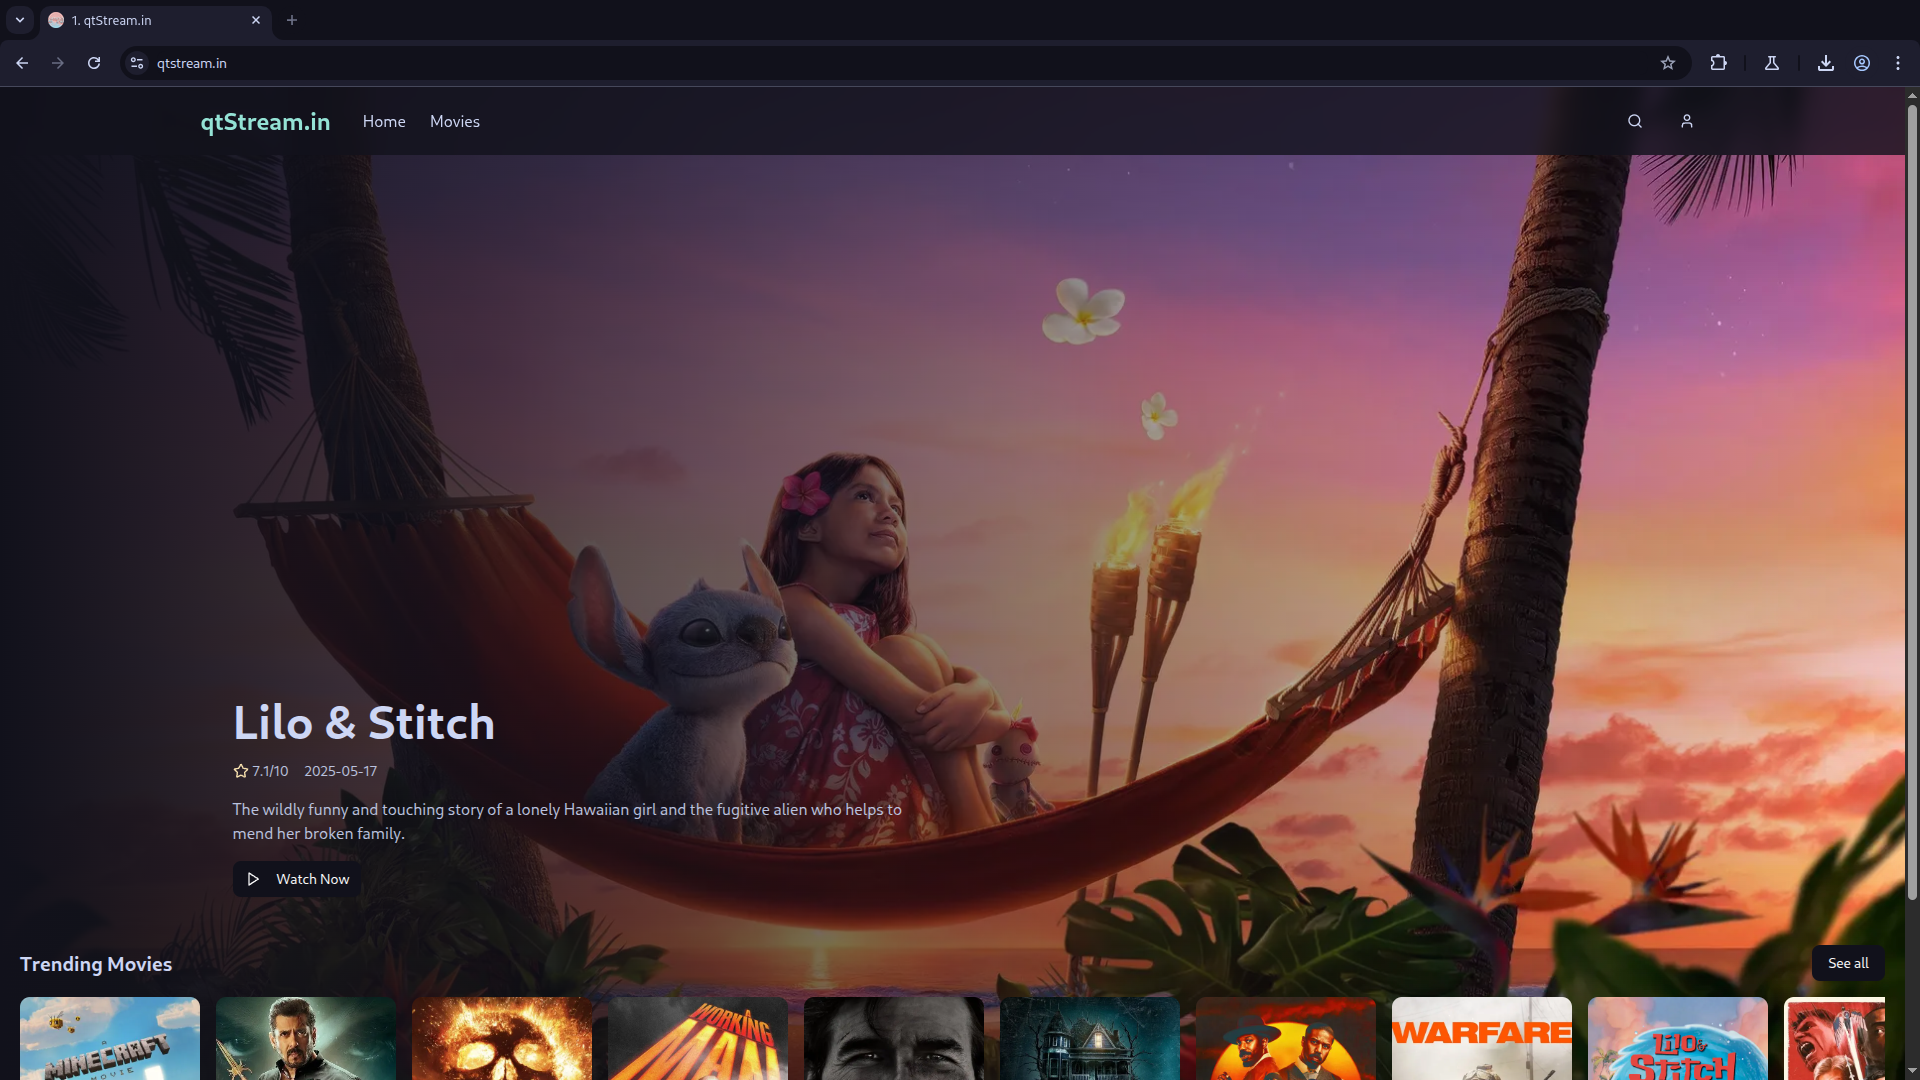 1. qtStream.in
qtstream.in
qtStream.in
Home
Movies
Lilo & Stitch
7.1/10
2025-05-17
The wildly funny and touching story of a lonely Hawaiian girl and the fugitive alien who helps to
mend her broken family.
Watch Now
Trending Movies
See all
A
MINECRAFT
MOVIE
A
WORKING
MAN
WARFARE
Lilo &
Stitch